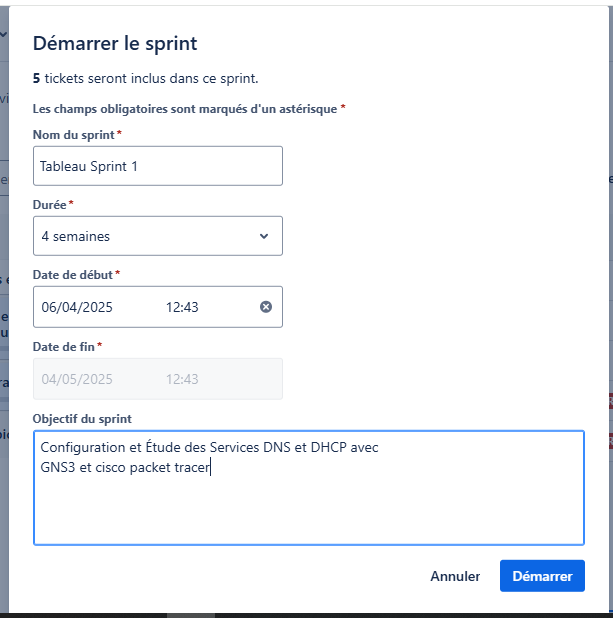 Démarrer le sprint
5 tickets seront inclus dans ce sprint.
Les champs obligatoires sont marqués d'un astérisque *
Nom du sprint*
Tableau Sprint 1
Durée*
4 semaines
Date de début*
06/04/2025 12:43
Date de fin*
04/05/2025 12:43
Objectif du sprint
Configuration et Étude des Services DNS et DHCP avec
GNS3 et cisco packet tracer
Annuler Démarrer